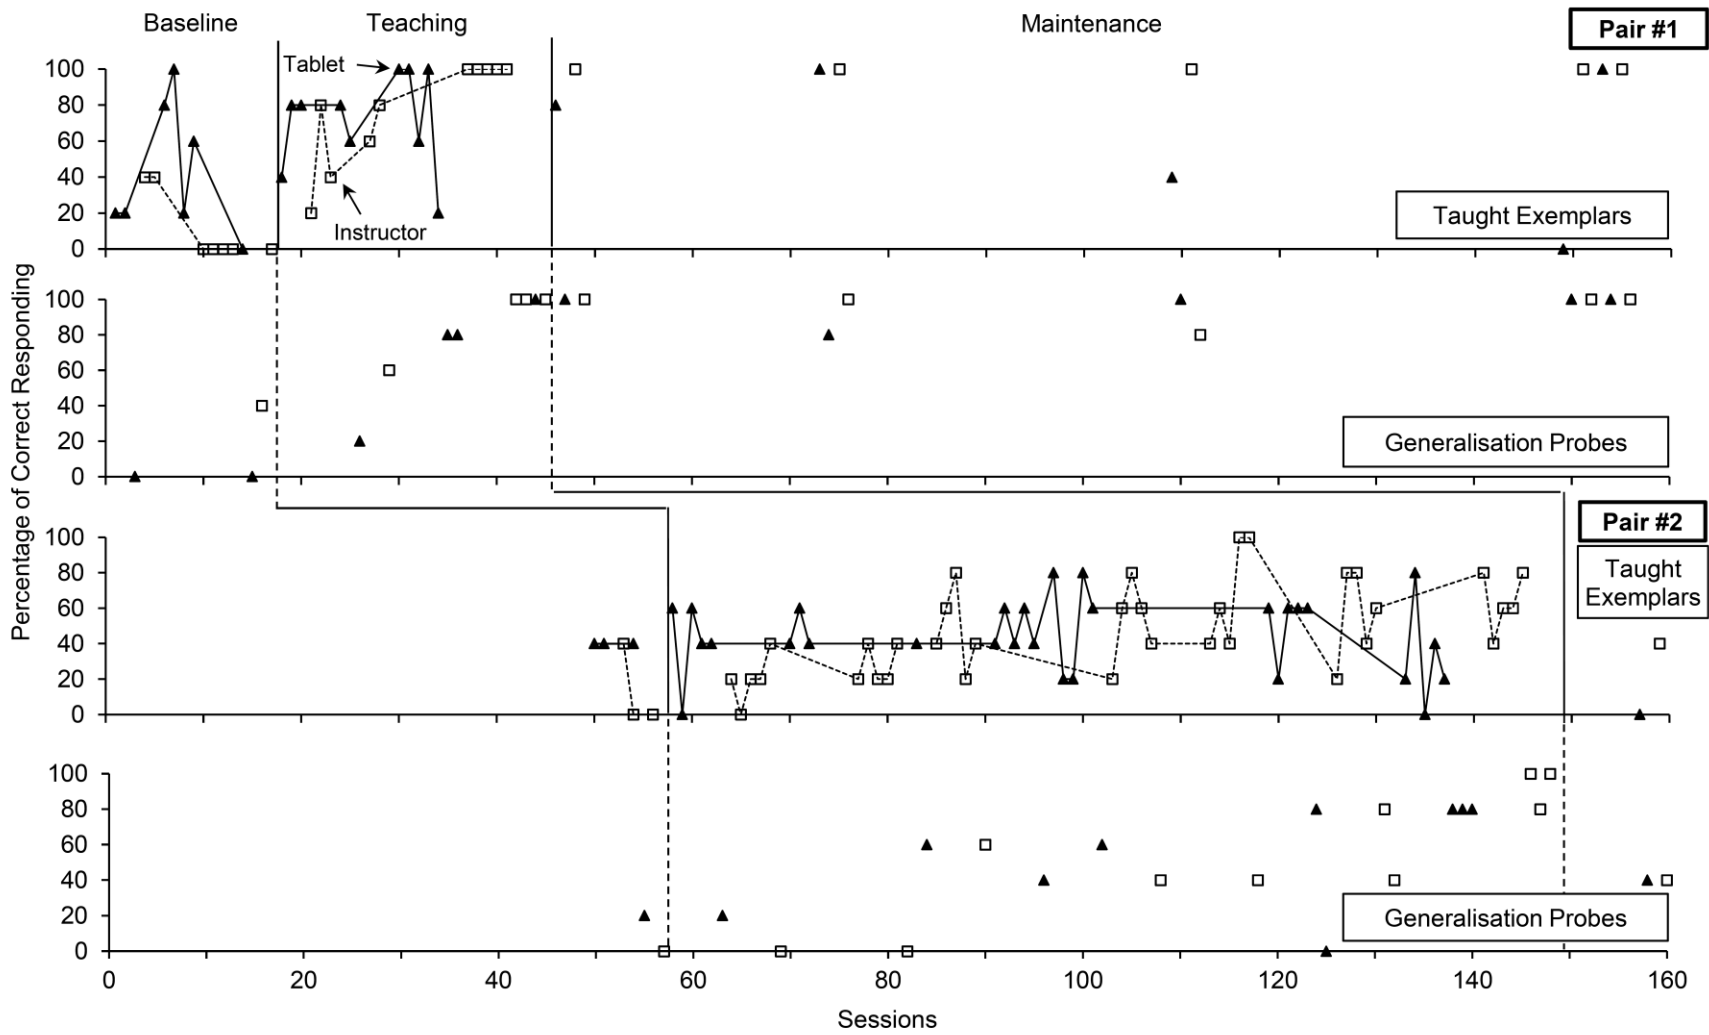 Baseline
Teaching
Maintenance
Pair #1
100
80
60
40
20
0
Tablet
Instructor
Taught Exemplars
100
80
60
40
20
0
Generalisation Probes
Percentage of Correct Responding
Pair #2
100
80
60
40
20
0
Taught
Exemplars
100
80
60
40
20
0
Generalisation Probes
0 20 40 60 80 100 120 140 160
Sessions